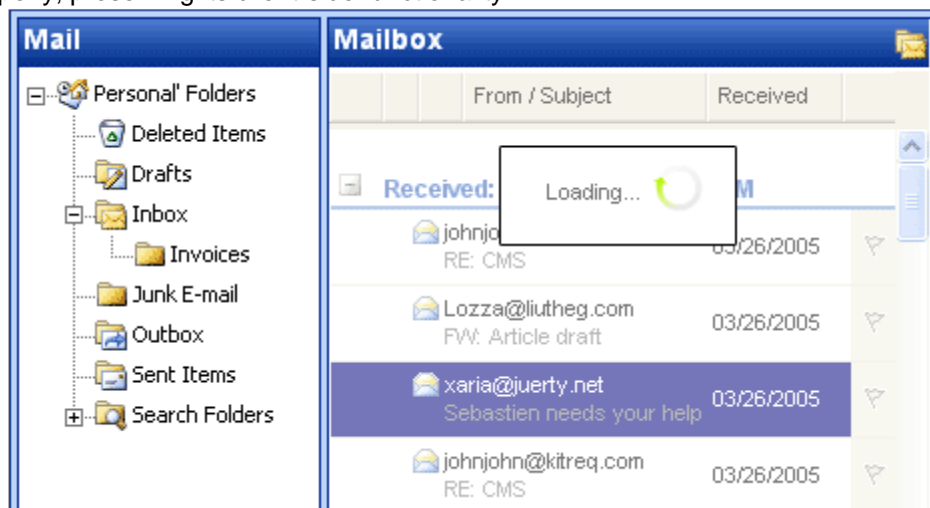 Mail
Personal' Folders
Deleted Items
Drafts
Inbox
Invoices
Junk E-mail
Outbox
Sent Items
Search Folders
Mailbox
From / Subject Received
Received: M
Loading...
johnjo
RE: CMS 03/26/2005
Lozza@liutheg.com
FW: Article draft 03/26/2005
xaria@juerty.net
Sebastien needs your help 03/26/2005
johnjohn@kitreq.com
RE: CMS 03/26/2005